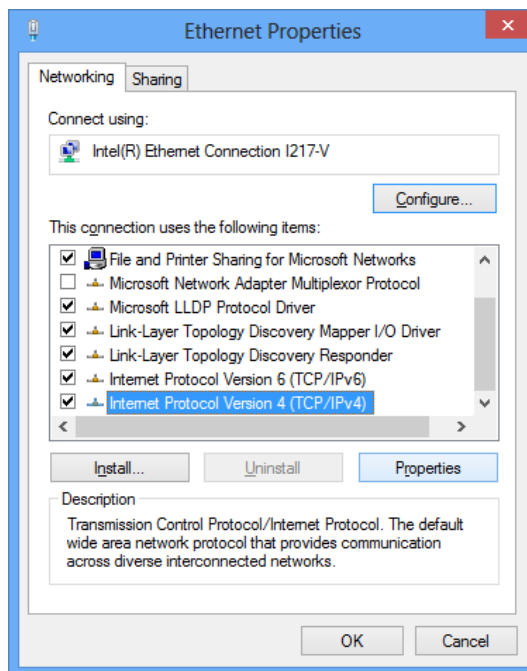 Ethernet Properties
Networking
Sharing
Connect using:
Intel(R) Ethernet Connection I217-V
Configure...
This connection uses the following items:
File and Printer Sharing for Microsoft Networks
Microsoft Network Adapter Multiplexor Protocol
Microsoft LLDP Protocol Driver
Link-Layer Topology Discovery Mapper I/O Driver
Link-Layer Topology Discovery Responder
Internet Protocol Version 6 (TCP/IPv6)
Internet Protocol Version 4 (TCP/IPv4)
Install...
Uninstall
Properties
Description
Transmission Control Protocol/Internet Protocol. The default
wide area network protocol that provides communication
across diverse interconnected networks.
OK
Cancel